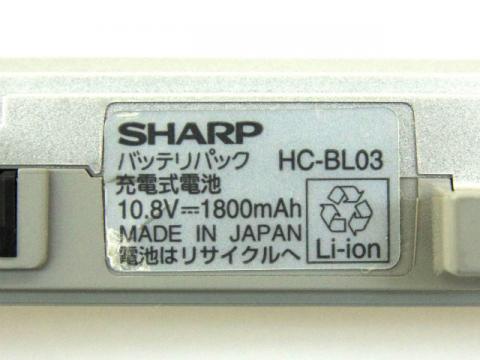 SHARP
バッテリパック HC-BL03
充電式電池
10.8V⎓1800mAh
MADE IN JAPAN
電池はリサイクルへ
Li-ion